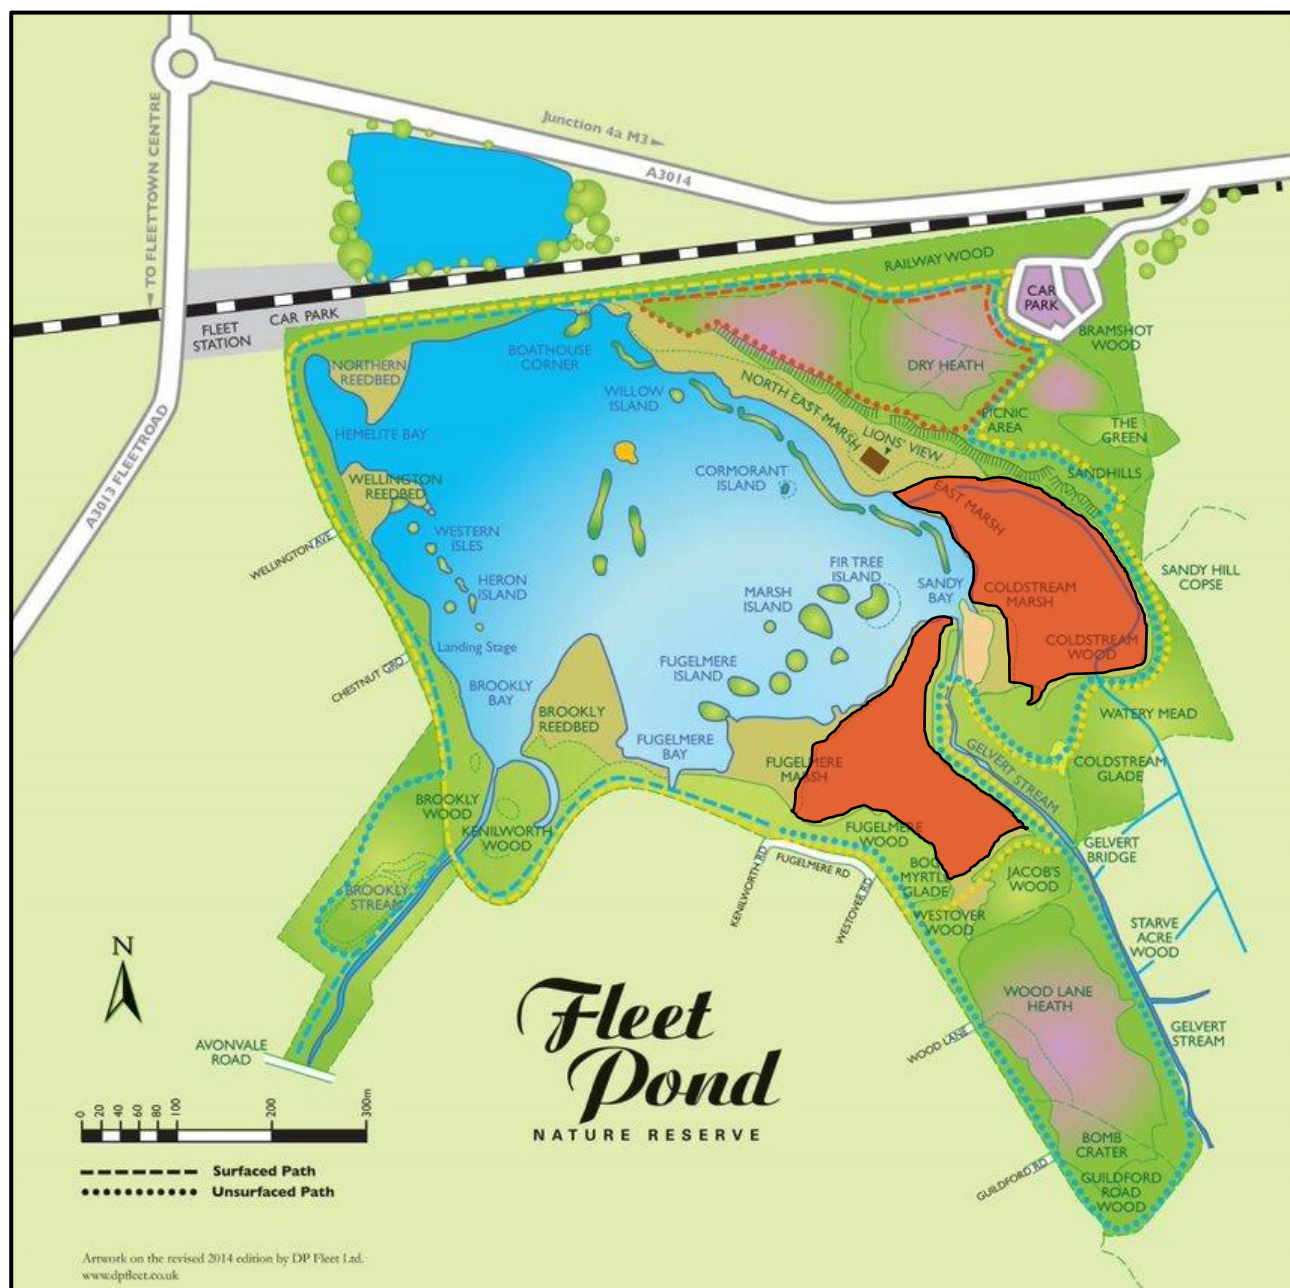 TO FLEETTOWN CENTRE
Junction 4a M3
A3014
RAILWAY WOOD
CAR
PARK
BRAMSHOT
WOOD
CAR PARK
FLEET
STATION
NORTHERN
REEDBED
BOATHOUSE
CORNER
WILLOW
ISLAND
DRY HEATH
NORTH EAST MARSH
LIONS' VIEW
PICNIC
AREA
THE
GREEN
HEMELITE BAY
A3013 FLEETROAD
WELLINGTON
REEDBED
CORMORANT
ISLAND
SANDHILLS
EAST MARSH
WELLINGTON AVE
WESTERN
ISLES
HERON
ISLAND
FIR TREE
ISLAND
SANDY
BAY
MARSH
ISLAND
COLDSTREAM
MARSH
SANDY HILL
COPSE
Landing Stage
COLDSTREAM
WOOD
CHESTNUT GRO
BROOKLY
BAY
FUGELMERE
ISLAND
BROOKLY
REEDBED
FUGELMERE
BAY
WATERY MEAD
FUGELMERE
MARSH
GELVERT STREAM
COLDSTREAM
GLADE
BROOKLY
WOOD
KENILWORTH
WOOD
FUGELMERE
WOOD
GELVERT
BRIDGE
KENILWORTH RD
FUGELMERE RD
WESTOVER RD
BOG
MYRTLE
GLADE
JACOB'S
WOOD
BROOKLY
STREAM
WESTOVER
WOOD
STARVE
ACRE
WOOD
N
WOOD LANE
HEATH
WOOD LANE
GELVERT
STREAM
AVONVALE
ROAD
Fleet
Pond
NATURE RESERVE
0 20 40 60 80 100 200 300m
BOMB
CRATER
GUILDFORD RD
GUILDFORD
ROAD
WOOD
Surfaced Path
Unsurfaced Path
Artwork on the revised 2014 edition by DP Fleet Ltd.
www.dpfleet.co.uk